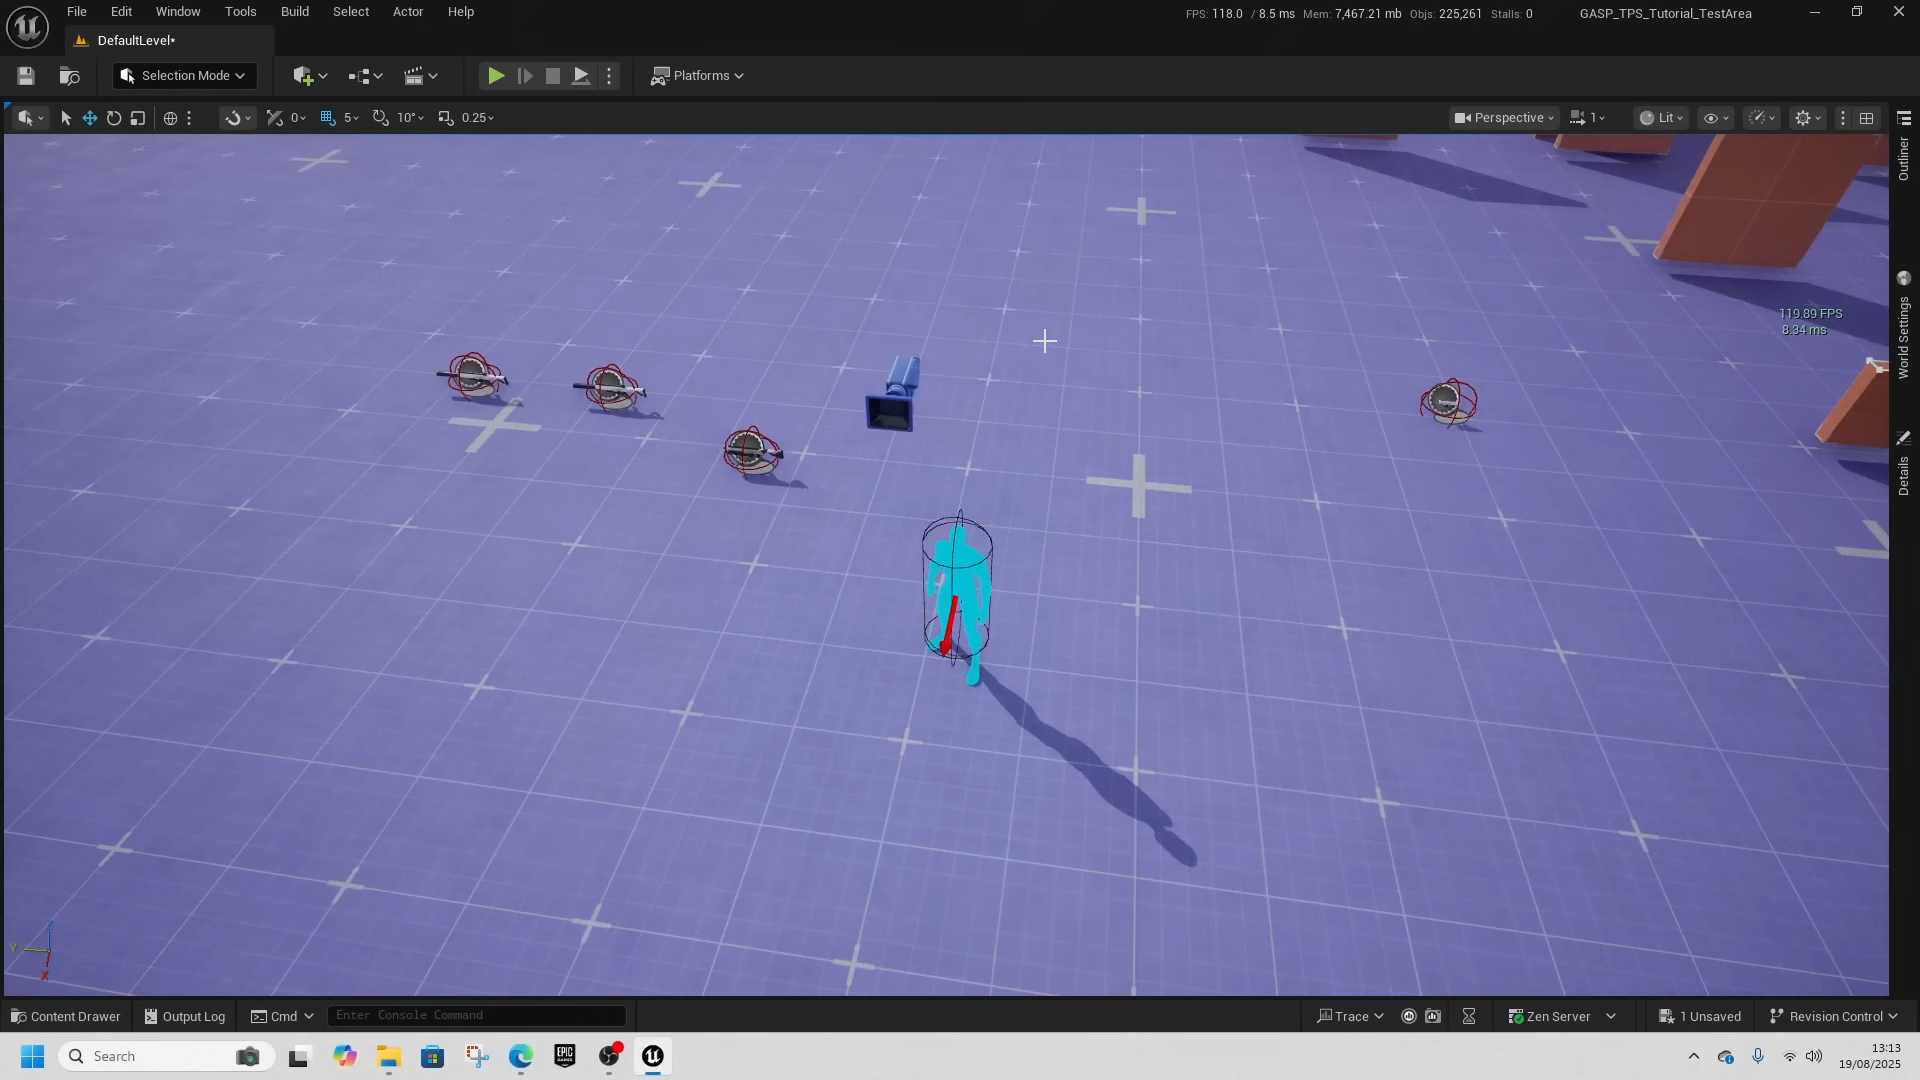 File Edit Window Tools Build Select Actor Help
FPS: 118.0 / 8.5 ms Mem: 7,467.21 mb Objs: 225,261 Stalls: 0
GASP_TPS_Tutorial_TestArea
DefaultLevel*
Selection Mode
Platforms
0 5 10° 0.25
Perspective 1 Lit
Outliner
119.89 FPS
8.34 ms
World Settings
Details
Z
Y
X
Content Drawer Output Log Cmd Enter Console Command Trace Zen Server 1 Unsaved Revision Control
Search
EPIC GAMES
13:13
19/08/2025